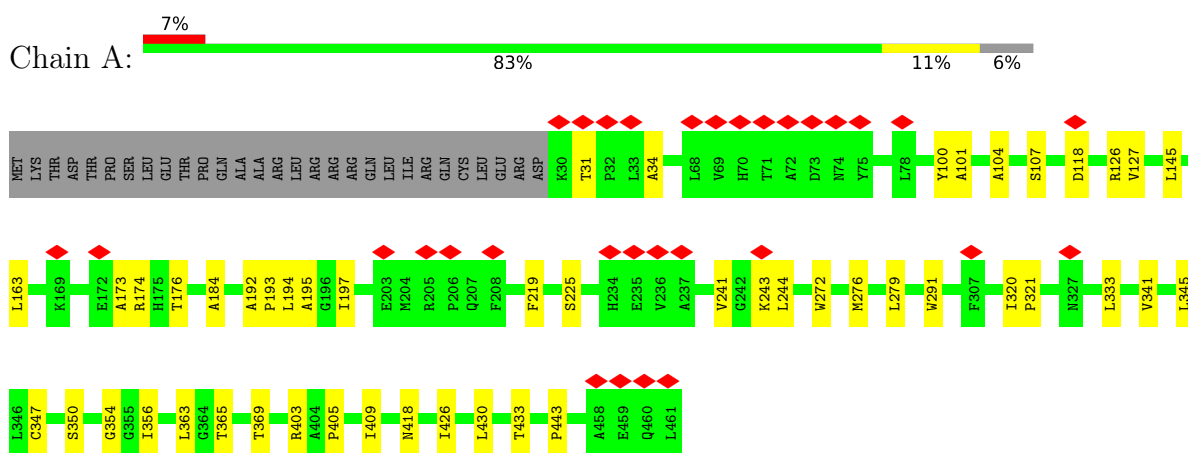 7%
Chain A:
83% 11% 6%
MET LYS THR ASP THR PRO SER LEU GLU THR PRO GLN ALA ALA ARG LEU ARG ARG ARG GLN LEU ILE ARG GLN CYS LEU GLU ARG ASP K30 T31 P32 L33 A34 L68 V69 H70 T71 A72 D73 N74 Y75 L78 Y100 A101 A104 S107 D118 R126 V127 L145
L163 K169 E172 A173 R174 H175 T176 A184 A192 P193 L194 A195 G196 I197 E203 M204 R205 P206 Q207 F208 F219 S225 H234 E235 V236 A237 V241 G242 K243 L244 W272 M276 L279 W291 F307 I320 P321 N327 L333 V341 L345
L346 C347 S350 G354 G355 I356 L363 G364 T365 T369 R403 A404 P405 I409 N418 I426 L430 T433 P443 A458 E459 Q460 L461